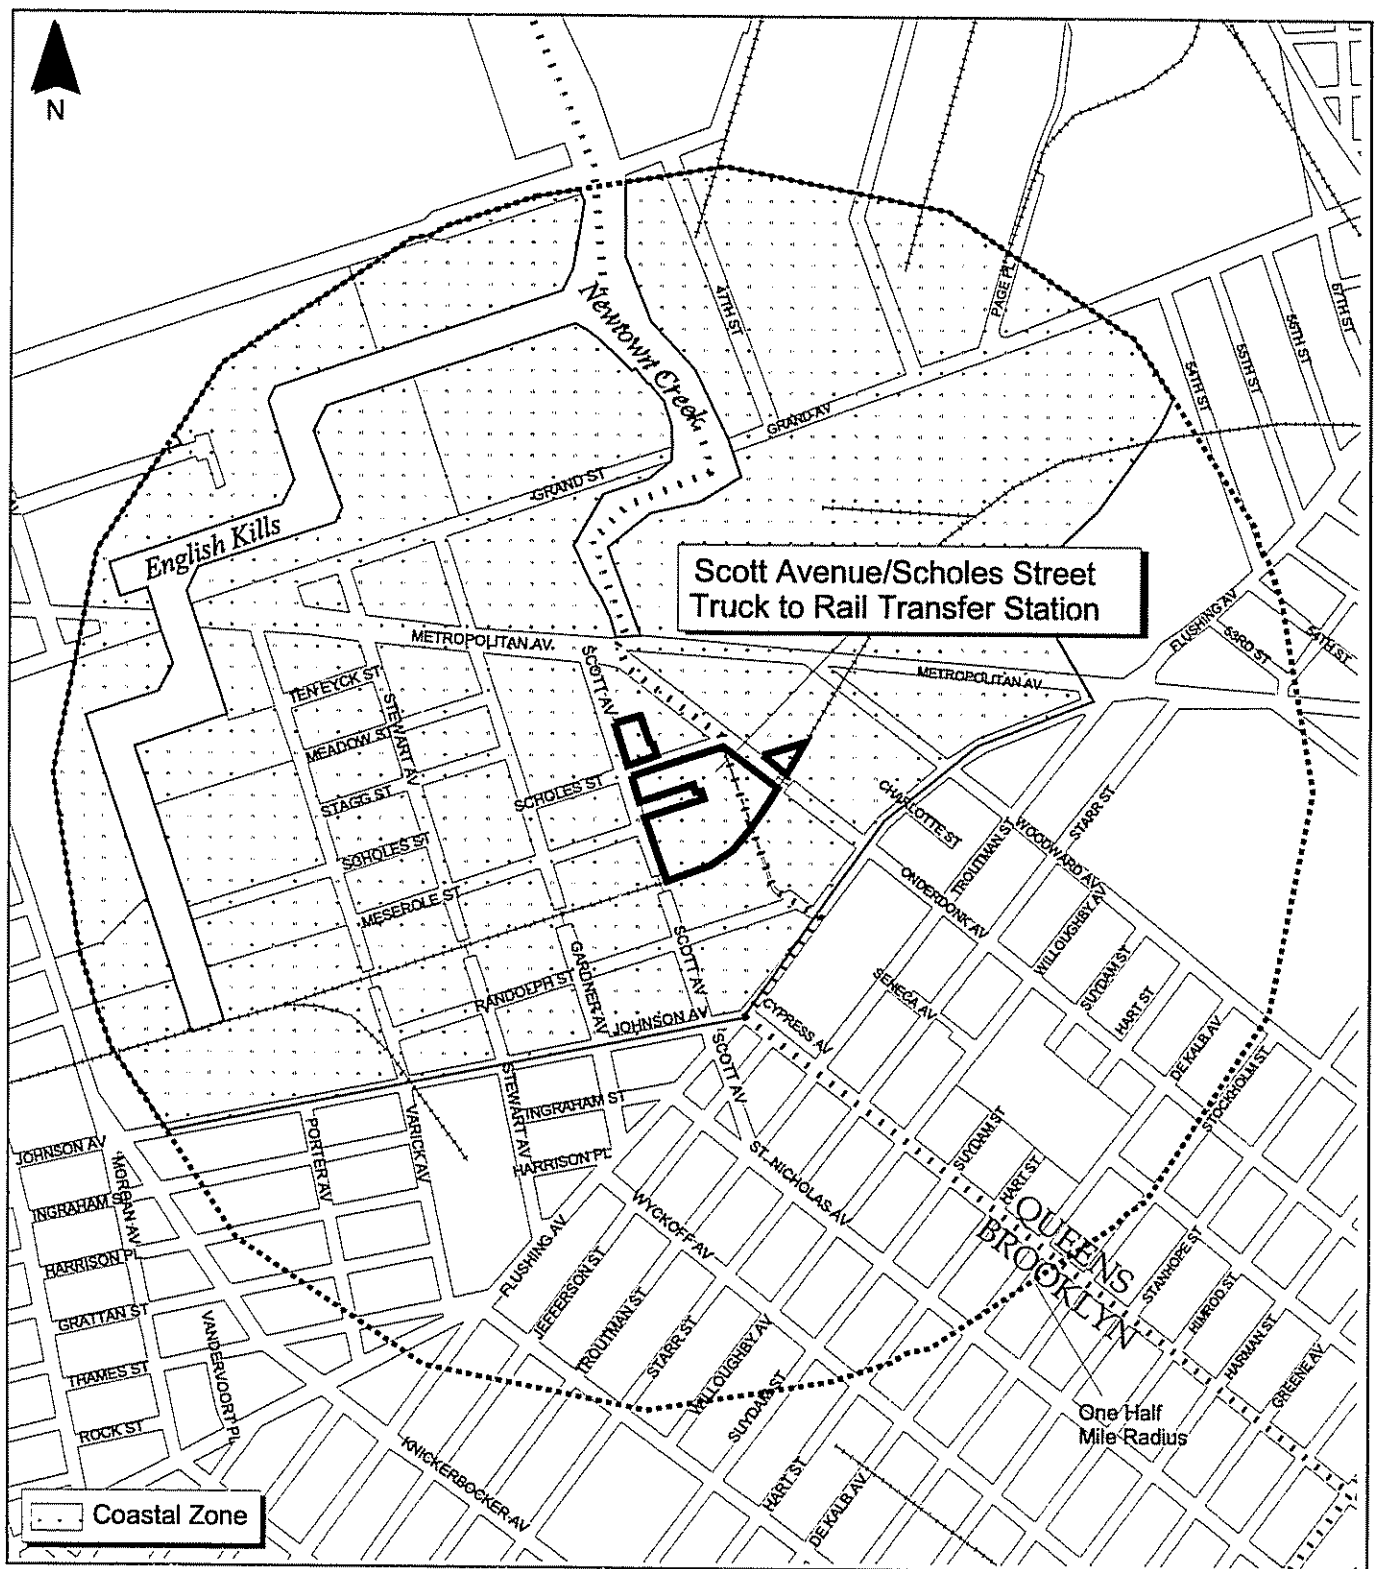 N
Newtown Creek
47TH ST
PAGE PL
57TH ST
56TH ST
55TH ST
54TH ST
GRAND AV
GRAND ST
English Kills
Scott Avenue/Scholes Street
Truck to Rail Transfer Station
FLUSHING AV
53RD ST
54TH ST
METROPOLITAN AV
METROPOLITAN AV
SCOTT AV
TEN EYCK ST
STEWART AV
MEADOW ST
STAGG ST
SCHOLES ST
SCHOLES ST
MESEROLE ST
CHARLOTTE ST
TROUTMAN ST
WOODWARD AV
STARR ST
ONDERDONK AV
WILLOUGHBY AV
SUYDAM ST
HART ST
DE KALB AV
STOCKHOLM ST
SENECA AV
CYPRESS AV
GARDNER AV
SCOTT AV
RANDOLPH ST
JOHNSON AV
SCOTT AV
STEWART AV
INGRAHAM ST
HARRISON PL
VARICK AV
PORTER AV
JOHNSON AV
MORGAN AV
INGRAHAM ST
HARRISON PL
GRATTAN ST
THAMES ST
ROCK ST
VANDERVOORT PL
FLUSHING AV
JEFFERSON ST
TROUTMAN ST
STARR ST
WILLOUGHBY AV
SUYDAM ST
WYCKOFF AV
ST. NICHOLAS AV
SUYDAM ST
HART ST
QUEENS
BROOKLYN
STANHOPE ST
HIMROD ST
HARMAN ST
GREENE AV
One Half
Mile Radius
HART ST
DE KALB AV
KNICKERBOCKER AV
Coastal Zone